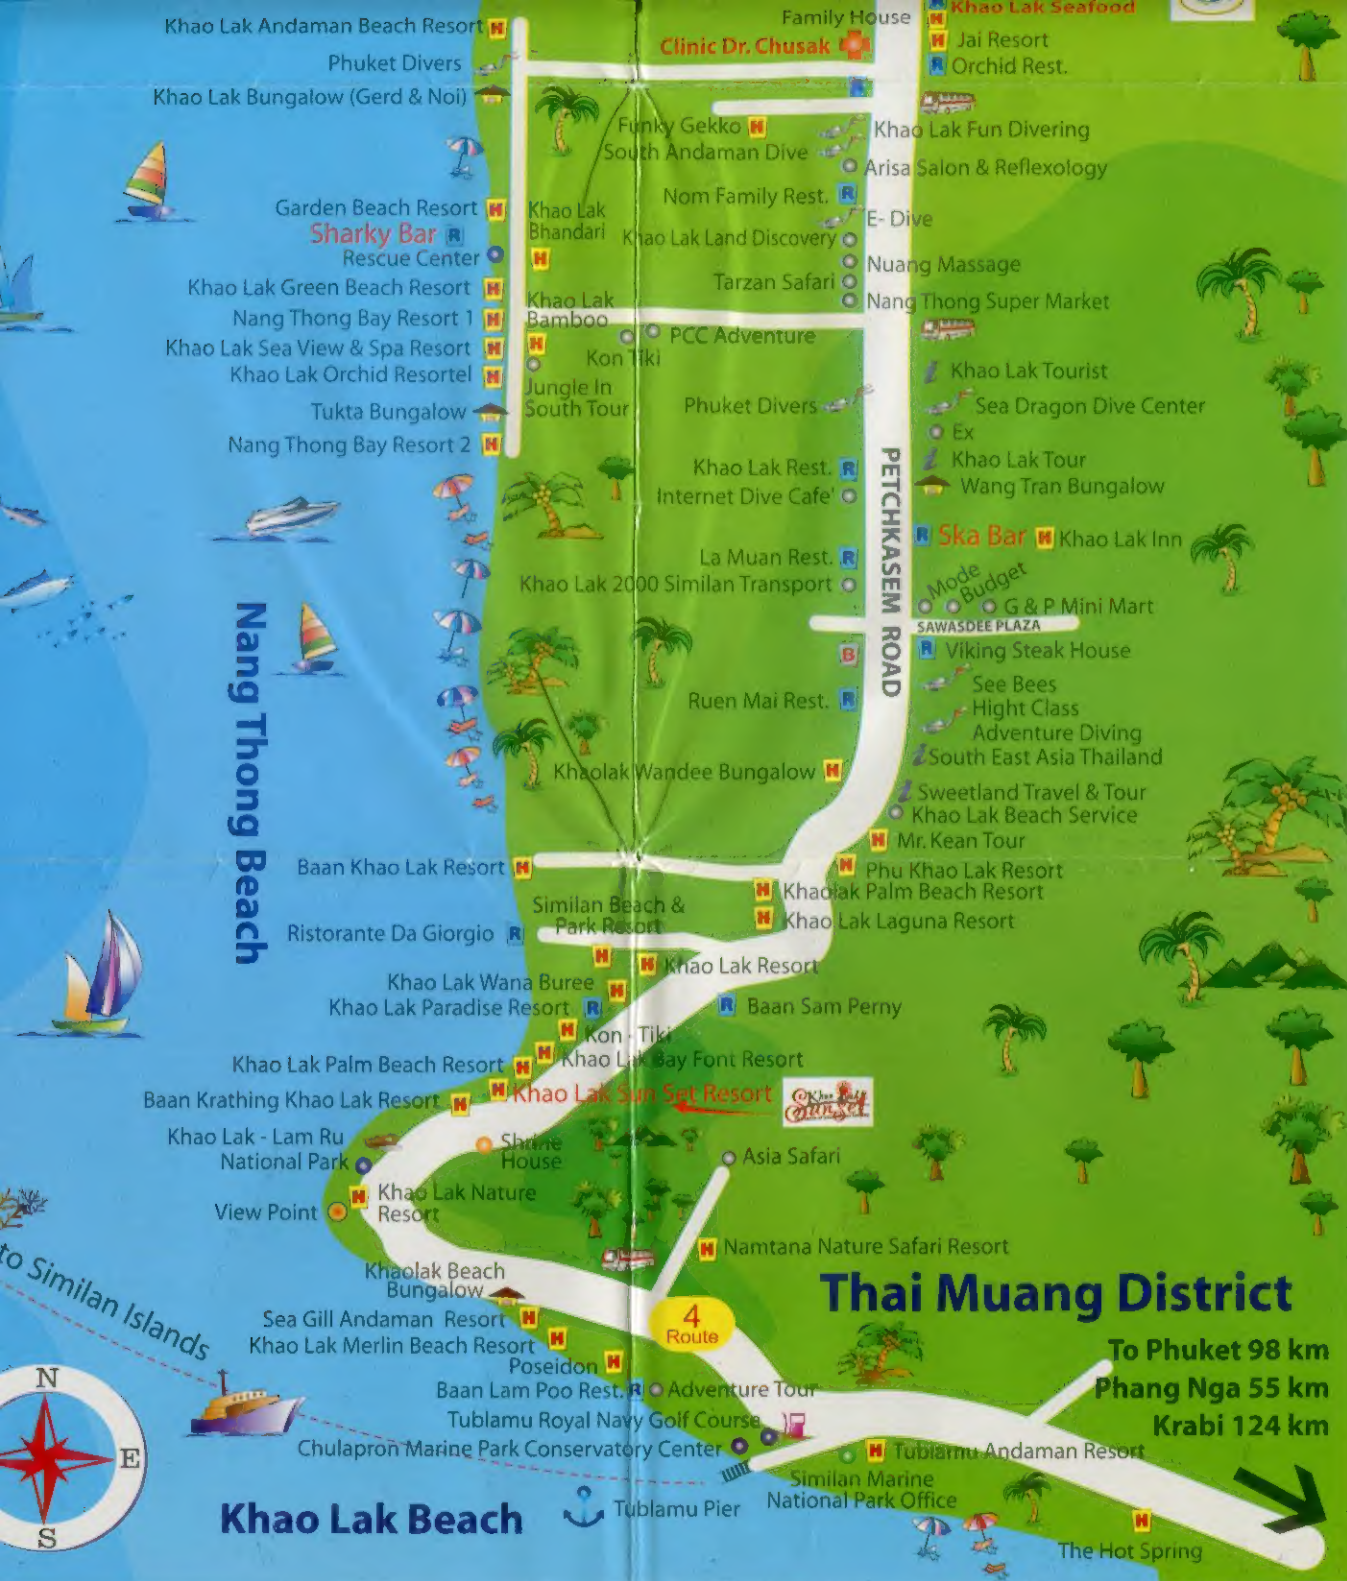 Khao Lak Andaman Beach Resort
Phuket Divers
Khao Lak Bungalow (Gerd & Noi)
Family House
Clinic Dr. Chusak
Khao Lak Seafood
Jai Resort
Orchid Rest.
Funky Gekko
South Andaman Dive
Khao Lak Fun Divering
Arisa Salon & Reflexology
Nom Family Rest.
E- Dive
Khao Lak Land Discovery
Nuang Massage
Tarzan Safari
Nang Thong Super Market
Garden Beach Resort
Sharky Bar
Rescue Center
Khao Lak
Bhandari
Khao Lak Green Beach Resort
Nang Thong Bay Resort 1
Khao Lak
Bamboo
Khao Lak Sea View & Spa Resort
Khao Lak Orchid Resortel
Tukta Bungalow
Nang Thong Bay Resort 2
PCC Adventure
Kon Tiki
Jungle In
South Tour
Phuket Divers
Khao Lak Tourist
Sea Dragon Dive Center
Ex
Khao Lak Tour
Wang Tran Bungalow
Khao Lak Rest.
Internet Dive Cafe'
PETCHKASEM ROAD
Ska Bar
Khao Lak Inn
La Muan Rest.
Khao Lak 2000 Similan Transport
Mode
Budget
G & P Mini Mart
SAWASDEE PLAZA
Viking Steak House
See Bees
Hight Class
Adventure Diving
South East Asia Thailand
Ruen Mai Rest.
Khaolak Wandee Bungalow
Sweetland Travel & Tour
Khao Lak Beach Service
Mr. Kean Tour
Phu Khao Lak Resort
Khaolak Palm Beach Resort
Khao Lak Laguna Resort
Nang Thong Beach
Baan Khao Lak Resort
Similan Beach &
Park Resort
Ristorante Da Giorgio
Khao Lak Resort
Khao Lak Wana Buree
Khao Lak Paradise Resort
Baan Sam Perny
Kon - Tiki
Khao Lak Palm Beach Resort
Khao Lak Bay Font Resort
Khao Lak Sun Set Resort
Khao Lak
Sunset
Baan Krathing Khao Lak Resort
Khao Lak - Lam Ru
National Park
Shrine
House
Asia Safari
Khao Lak Nature
Resort
View Point
Namtana Nature Safari Resort
to Similan Islands
Khaolak Beach
Bungalow
Thai Muang District
4
Route
Sea Gill Andaman Resort
Khao Lak Merlin Beach Resort
Poseidon
To Phuket 98 km
Phang Nga 55 km
Krabi 124 km
Baan Lam Poo Rest.
Adventure Tour
Tublamu Royal Navy Golf Course
Chulapron Marine Park Conservatory Center
Tublamu Andaman Resort
Similan Marine
National Park Office
Khao Lak Beach
Tublamu Pier
The Hot Spring
N
E
S